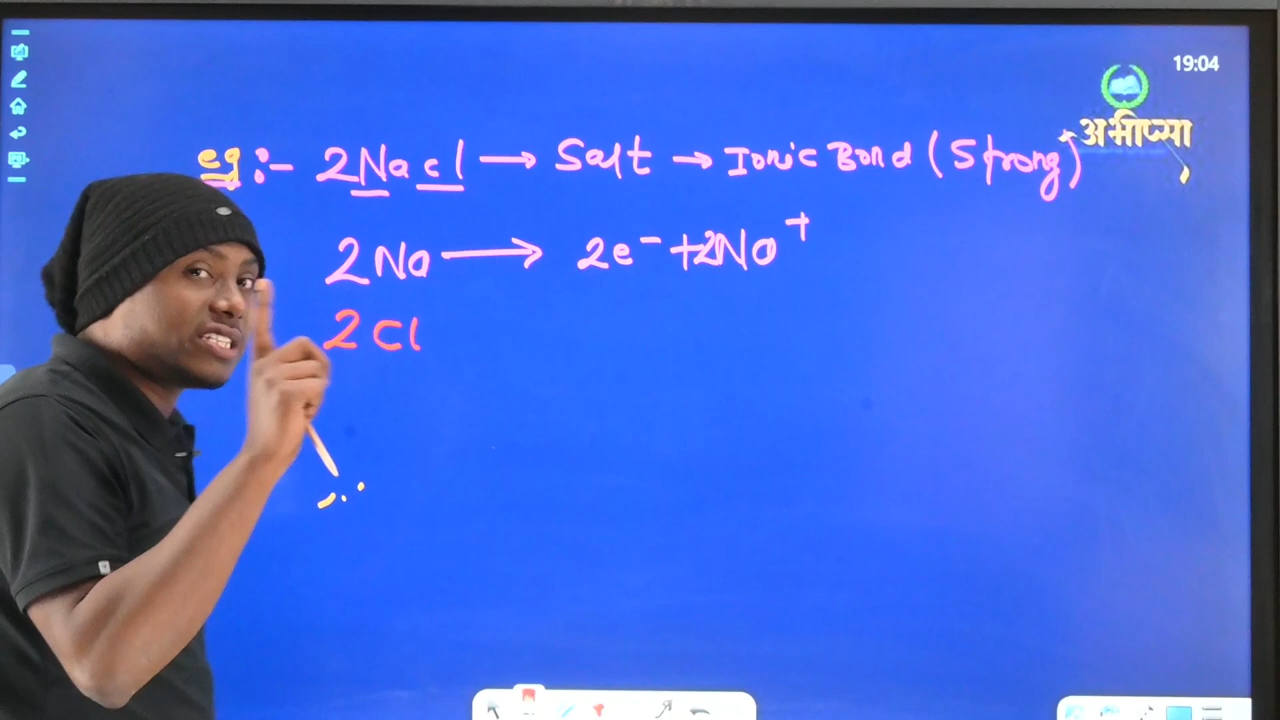 19:04
अभीप्सा
eg :- 2Nacl → Salt → Ionic Bond (Strong)
2Na → 2e⁻ + 2Na⁺
2Cl